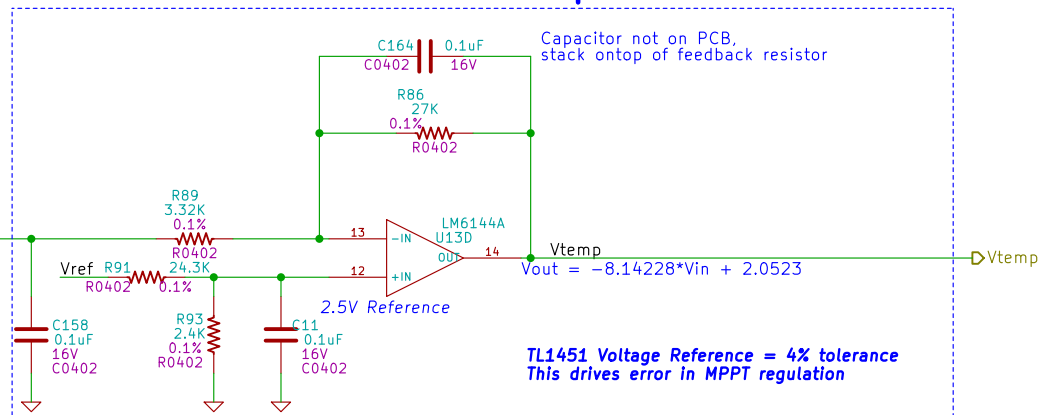 Capacitor not on PCB,
stack ontop of feedback resistor
C164
0.1uF
C0402
16V
R86
27K
0.1%
R0402
R89
3.32K
0.1%
R0402
13
-IN
LM6144A
U13D
OUT
14
Vtemp
Vtemp
Vout = -8.14228*Vin + 2.0523
Vref
R91
24.3K
R0402
0.1%
12
+IN
2.5V Reference
C158
0.1uF
16V
C0402
R93
2.4K
0.1%
R0402
C11
0.1uF
16V
C0402
TL1451 Voltage Reference = 4% tolerance
This drives error in MPPT regulation